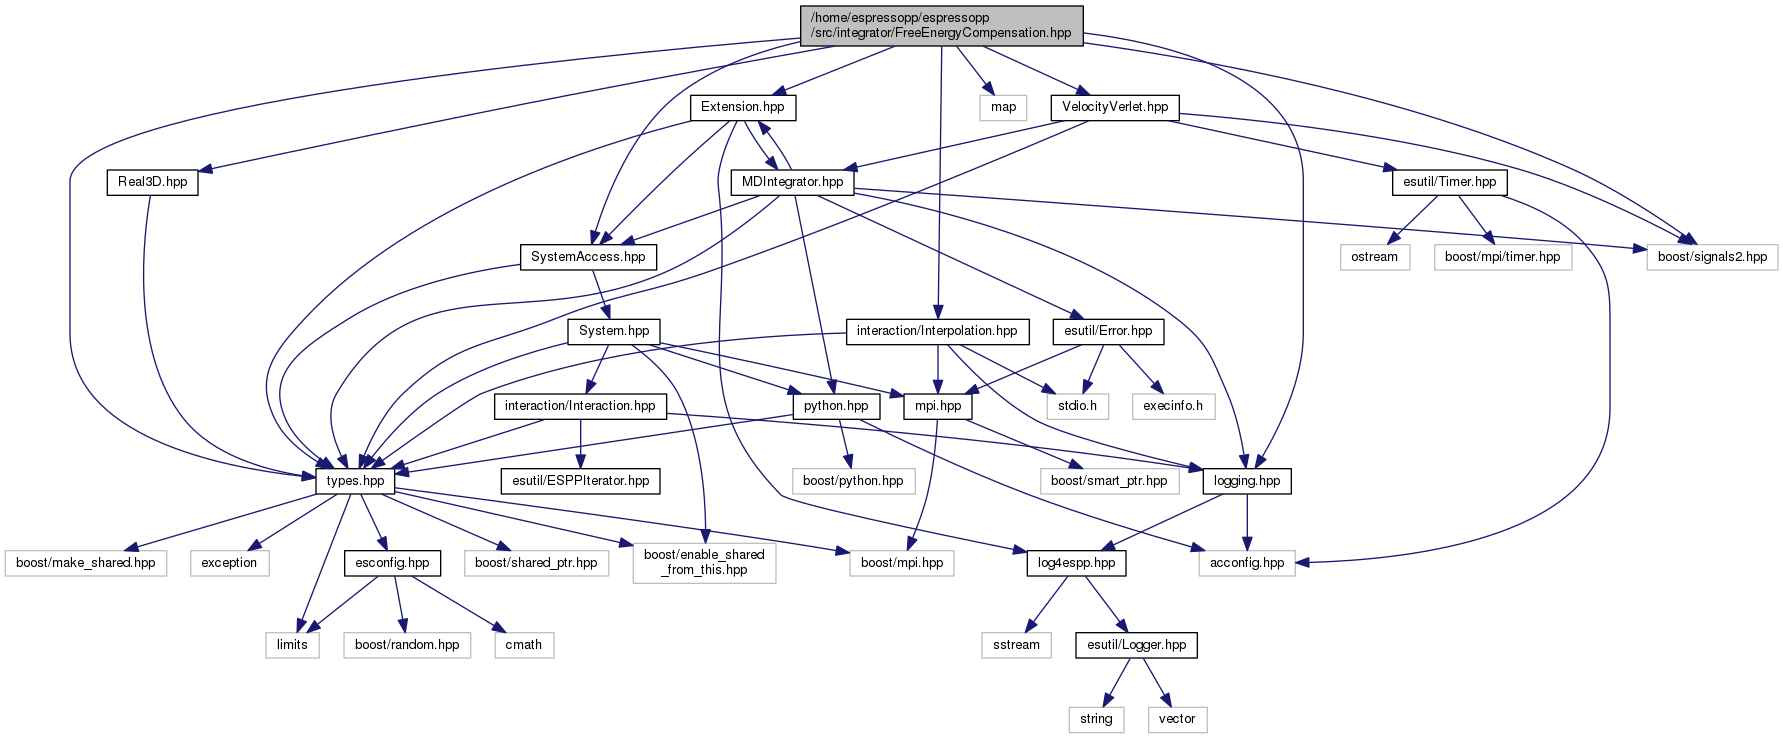 /home/espressopp/espressopp
/src/integrator/FreeEnergyCompensation.hpp
Extension.hpp
map
VelocityVerlet.hpp
Real3D.hpp
MDIntegrator.hpp
esutil/Timer.hpp
SystemAccess.hpp
ostream
boost/mpi/timer.hpp
boost/signals2.hpp
System.hpp
interaction/Interpolation.hpp
esutil/Error.hpp
interaction/Interaction.hpp
python.hpp
mpi.hpp
stdio.h
execinfo.h
types.hpp
esutil/ESPPIterator.hpp
boost/python.hpp
boost/smart_ptr.hpp
logging.hpp
boost/make_shared.hpp
exception
esconfig.hpp
boost/shared_ptr.hpp
boost/enable_shared
_from_this.hpp
boost/mpi.hpp
log4espp.hpp
acconfig.hpp
limits
boost/random.hpp
cmath
sstream
esutil/Logger.hpp
string
vector